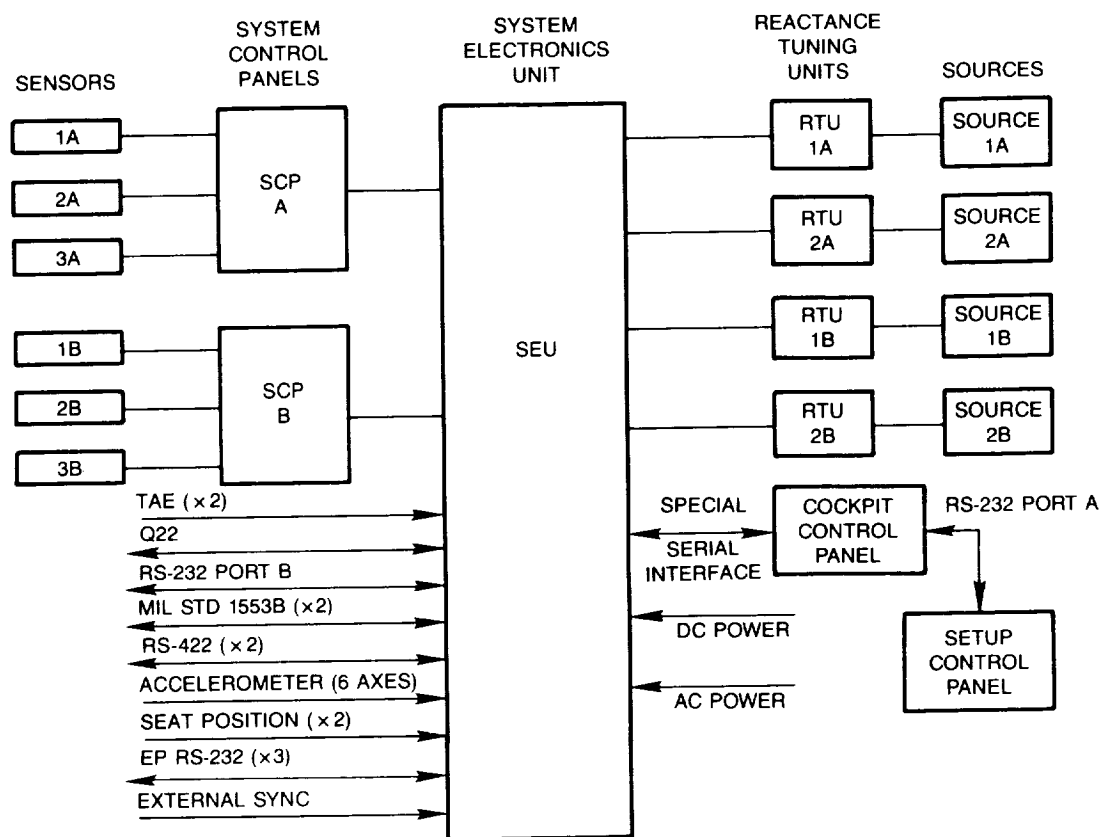 SENSORS
SYSTEM
CONTROL
PANELS
SYSTEM
ELECTRONICS
UNIT
REACTANCE
TUNING
UNITS
SOURCES
1A
2A
3A
SCP
A
1B
2B
3B
SCP
B
SEU
RTU
1A
SOURCE
1A
RTU
2A
SOURCE
2A
RTU
1B
SOURCE
1B
RTU
2B
SOURCE
2B
TAE (×2)
Q22
RS-232 PORT B
MIL STD 1553B (×2)
RS-422 (×2)
ACCELEROMETER (6 AXES)
SEAT POSITION (×2)
EP RS-232 (×3)
EXTERNAL SYNC
SPECIAL
SERIAL
INTERFACE
COCKPIT
CONTROL
PANEL
RS-232 PORT A
DC POWER
AC POWER
SETUP
CONTROL
PANEL